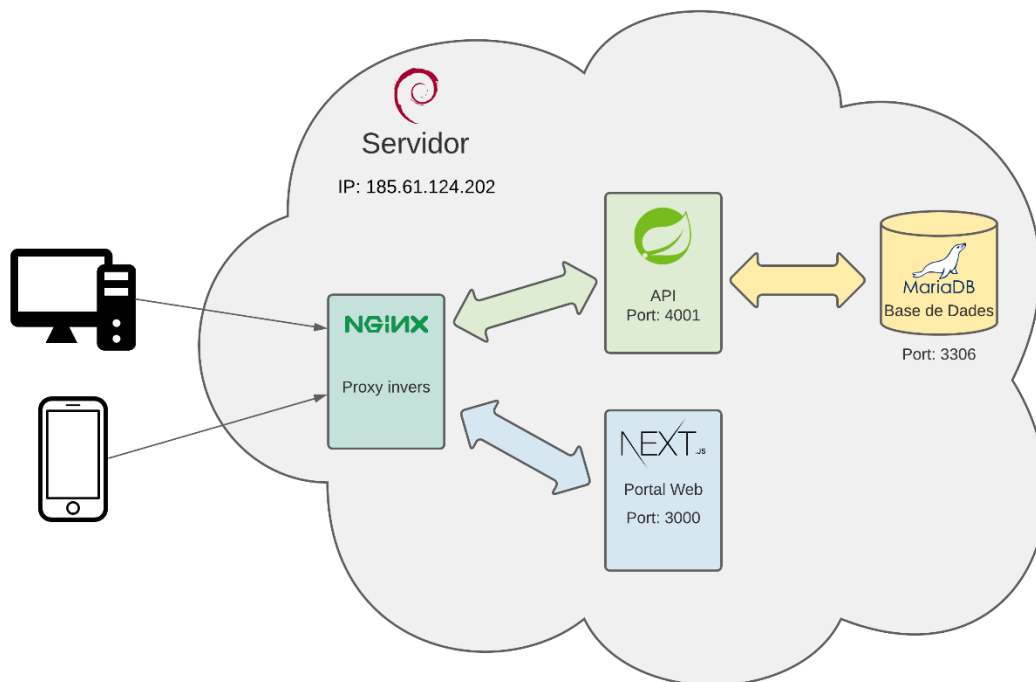 Servidor
IP: 185.61.124.202
NGINX
Proxy invers
API
Port: 4001
MariaDB
Base de Dades
Port: 3306
NEXT.JS
Portal Web
Port: 3000